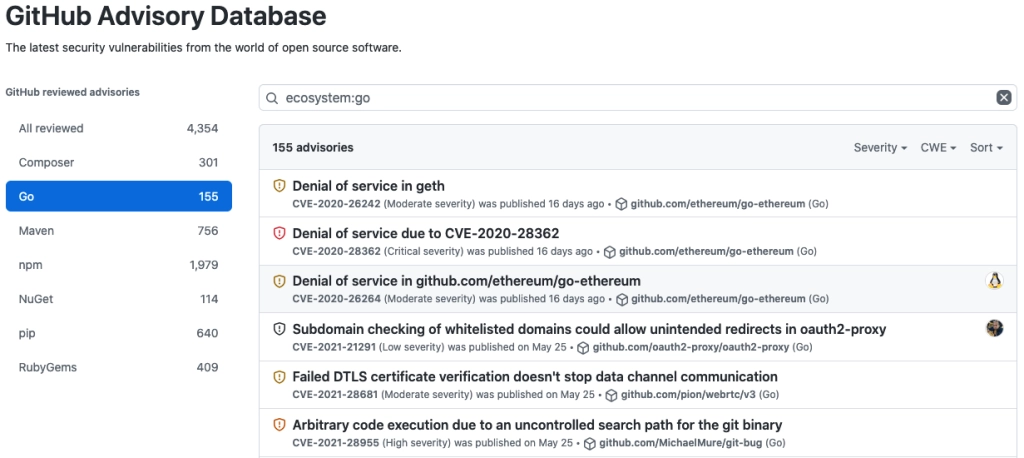 GitHub Advisory Database
The latest security vulnerabilities from the world of open source software.
GitHub reviewed advisories
All reviewed 4,354
Composer 301
Go 155
Maven 756
npm 1,979
NuGet 114
pip 640
RubyGems 409
ecosystem:go
155 advisories Severity CWE Sort
Denial of service in geth
CVE-2020-26242 (Moderate severity) was published 16 days ago • github.com/ethereum/go-ethereum (Go)
Denial of service due to CVE-2020-28362
CVE-2020-28362 (Critical severity) was published 16 days ago • github.com/ethereum/go-ethereum (Go)
Denial of service in github.com/ethereum/go-ethereum
CVE-2020-26264 (Moderate severity) was published 16 days ago • github.com/ethereum/go-ethereum (Go)
Subdomain checking of whitelisted domains could allow unintended redirects in oauth2-proxy
CVE-2021-21291 (Low severity) was published on May 25 • github.com/oauth2-proxy/oauth2-proxy (Go)
Failed DTLS certificate verification doesn't stop data channel communication
CVE-2021-28681 (Moderate severity) was published on May 25 • github.com/pion/webrtc/v3 (Go)
Arbitrary code execution due to an uncontrolled search path for the git binary
CVE-2021-28955 (High severity) was published on May 25 • github.com/MichaelMure/git-bug (Go)